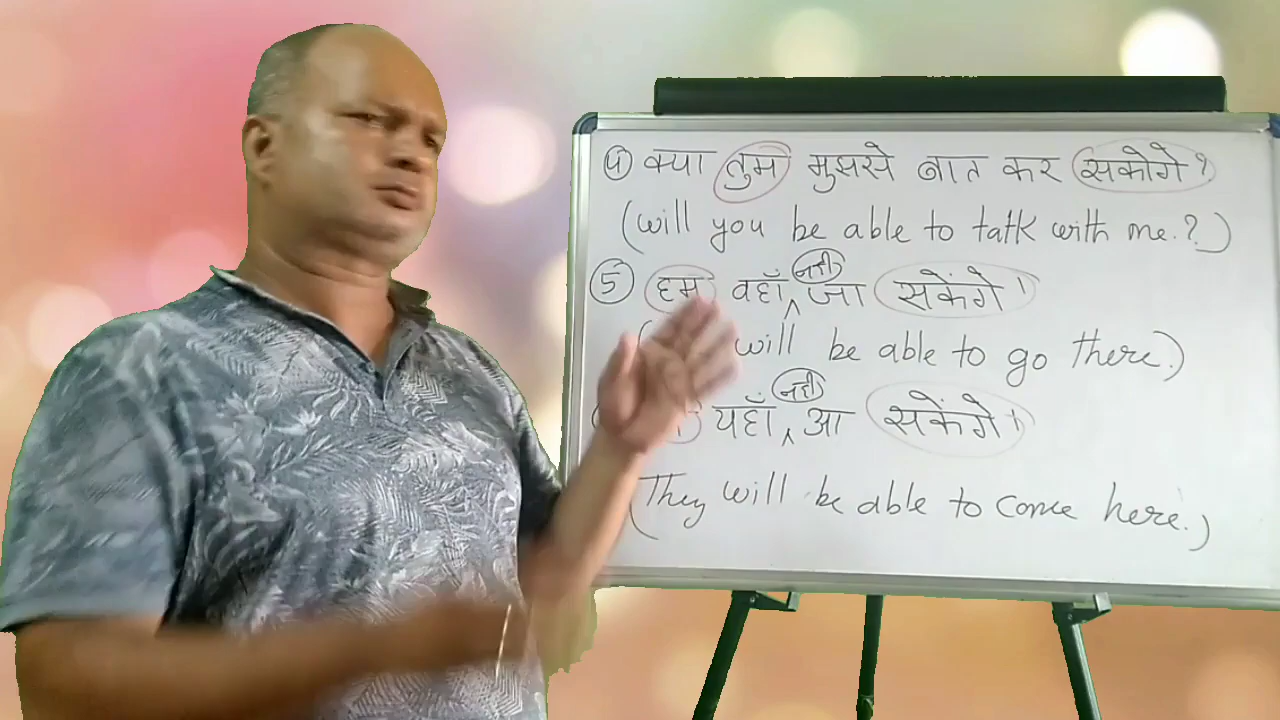 ④ क्या तुम मुझसे बात कर सकोगे?
(will you be able to talk with me.?)
⑤ हम वहाँ ‸नहीं जा सकेंगे।
( will be able to go there.)
यहाँ ‸नहीं आ सकेंगे।
(They will be able to come here.)